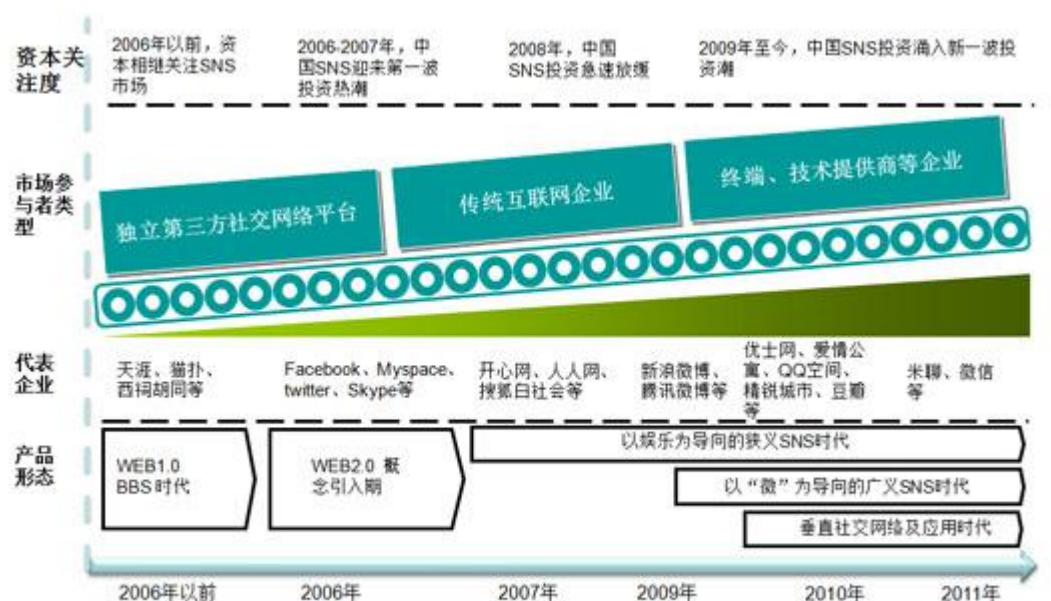 资本关
注度
2006年以前，资
本相继关注SNS
市场
2006-2007年，中
国SNS迎来第一波
投资热潮
2008年，中国
SNS投资急速放缓
2009年至今，中国SNS投资涌入新一波投
资潮
市场参
与者类
型
独立第三方社交网络平台
传统互联网企业
终端、技术提供商等企业
代表
企业
天涯、猫扑、
西祠胡同等
Facebook、Myspace、
twitter、Skype等
开心网、人人网、
搜狐白社会等
新浪微博、
腾讯微博等
优士网、爱情公
寓、QQ空间、
精锐城市、豆瓣
等
米聊、微信
等
产品
形态
WEB1.0
BBS时代
WEB2.0 概
念引入期
以娱乐为导向的狭义SNS时代
以“微”为导向的广义SNS时代
垂直社交网络及应用时代
2006年以前
2006年
2007年
2009年
2010年
2011年